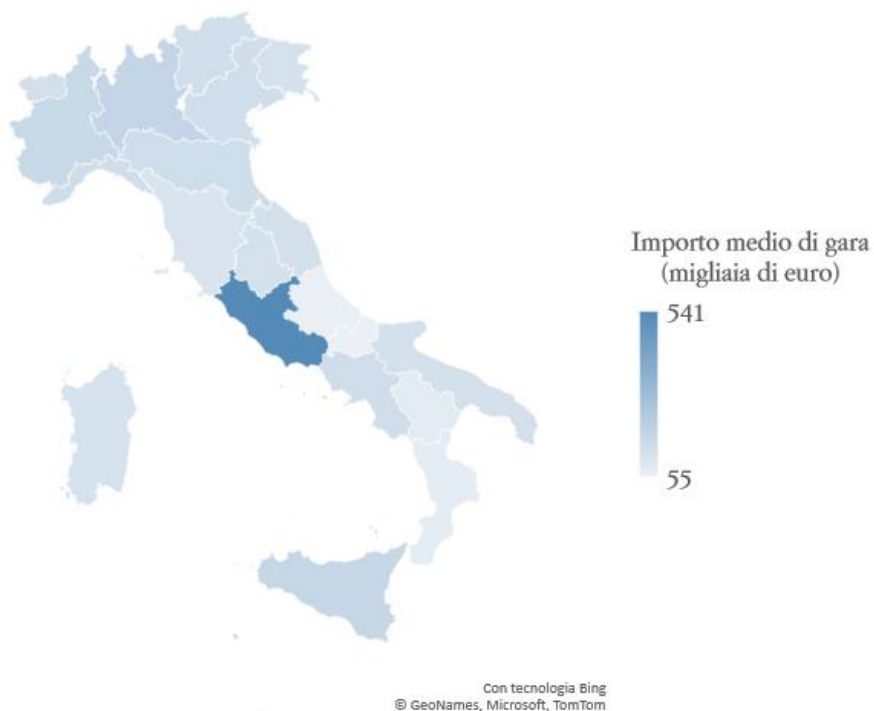 Importo medio di gara
(migliaia di euro)
541
55
Con tecnologia Bing
© GeoNames, Microsoft, TomTom